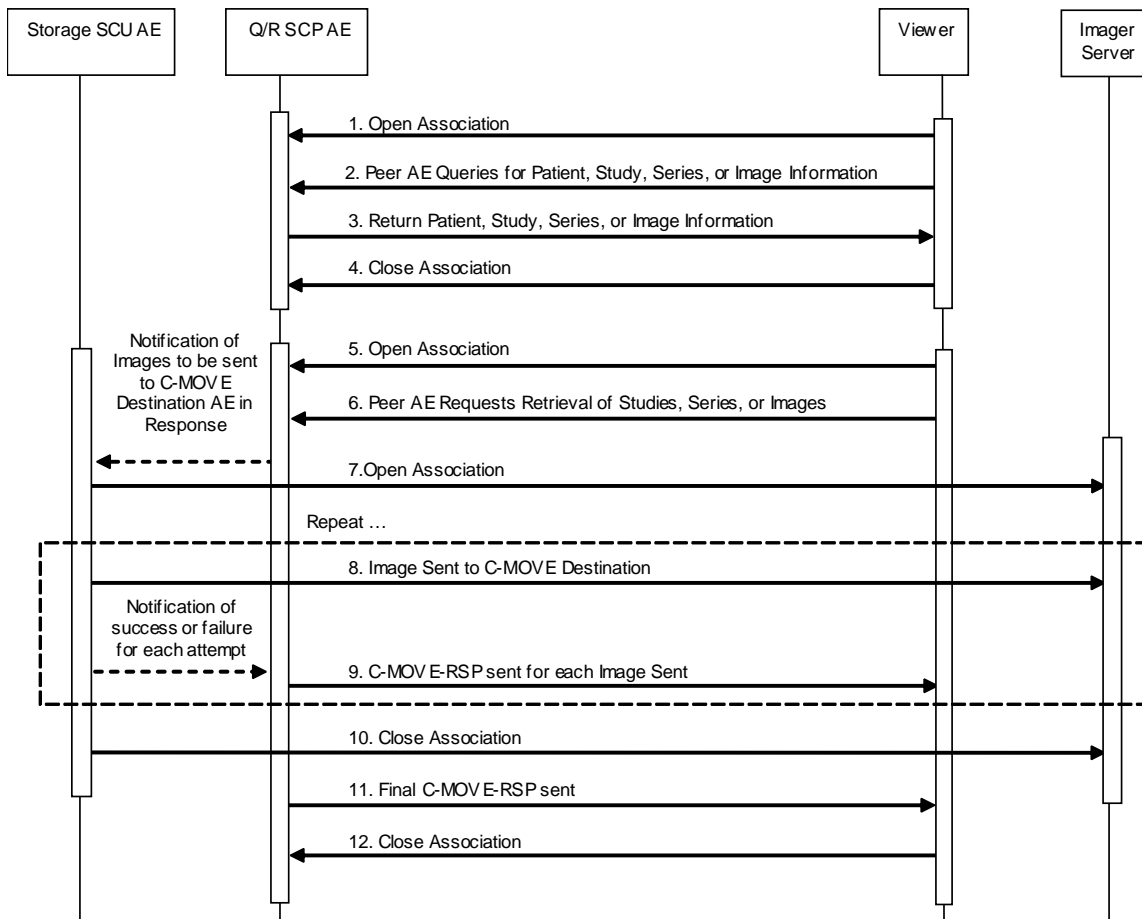 Storage SCU AE
Q/R SCP AE
Viewer
Imager
Server
1. Open Association
2. Peer AE Queries for Patient, Study, Series, or Image Information
3. Return Patient, Study, Series, or Image Information
4. Close Association
Notification of
Images to be sent
to C-MOVE
Destination AE in
Response
5. Open Association
6. Peer AE Requests Retrieval of Studies, Series, or Images
7.Open Association
Repeat …
8. Image Sent to C-MOVE Destination
Notification of
success or failure
for each attempt
9. C-MOVE-RSP sent for each Image Sent
10. Close Association
11. Final C-MOVE-RSP sent
12. Close Association